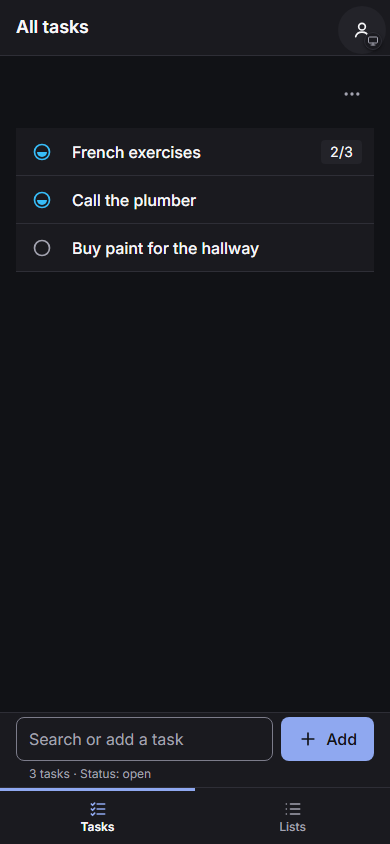 All tasks
French exercises 2/3
Call the plumber
Buy paint for the hallway
Search or add a task
Add
3 tasks · Status: open
Tasks Lists